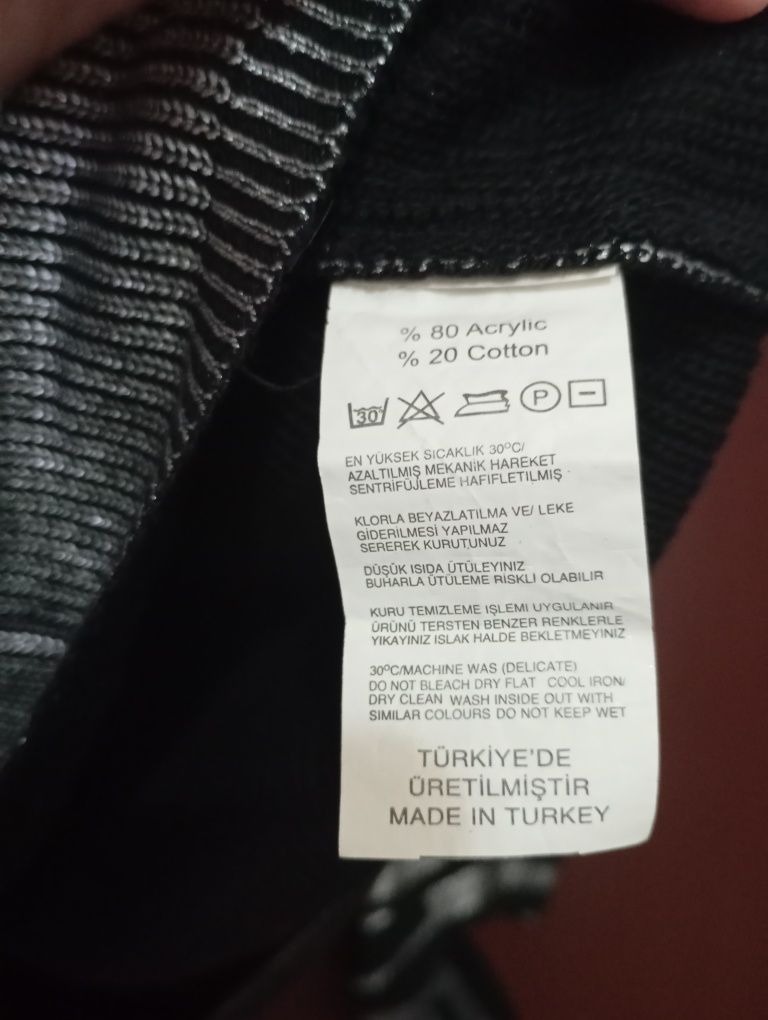 % 80 Acrylic
% 20 Cotton
30° P
EN YÜKSEK SICAKLIK 30°C/
AZALTILMIŞ MEKANİK HAREKET
SENTRİFÜJLEME HAFİFLETİLMİŞ
KLORLA BEYAZLATILMA VE/ LEKE
GİDERİLMESİ YAPILMAZ
SEREREK KURUTUNUZ
DÜŞÜK ISIDA ÜTÜLEYINIZ
BUHARLA ÜTÜLEME RİSKLİ OLABILIR
KURU TEMİZLEME İŞLEMİ UYGULANIR
ÜRÜNÜ TERSTEN BENZER RENKLERLE
YIKAYINIZ ISLAK HALDE BEKLETMEYİNİZ
30°C/MACHINE WAS (DELICATE)
DO NOT BLEACH DRY FLAT COOL IRON/
DRY CLEAN WASH INSIDE OUT WITH
SIMILAR COLOURS DO NOT KEEP WET
TÜRKİYE'DE
ÜRETİLMİŞTİR
MADE IN TURKEY